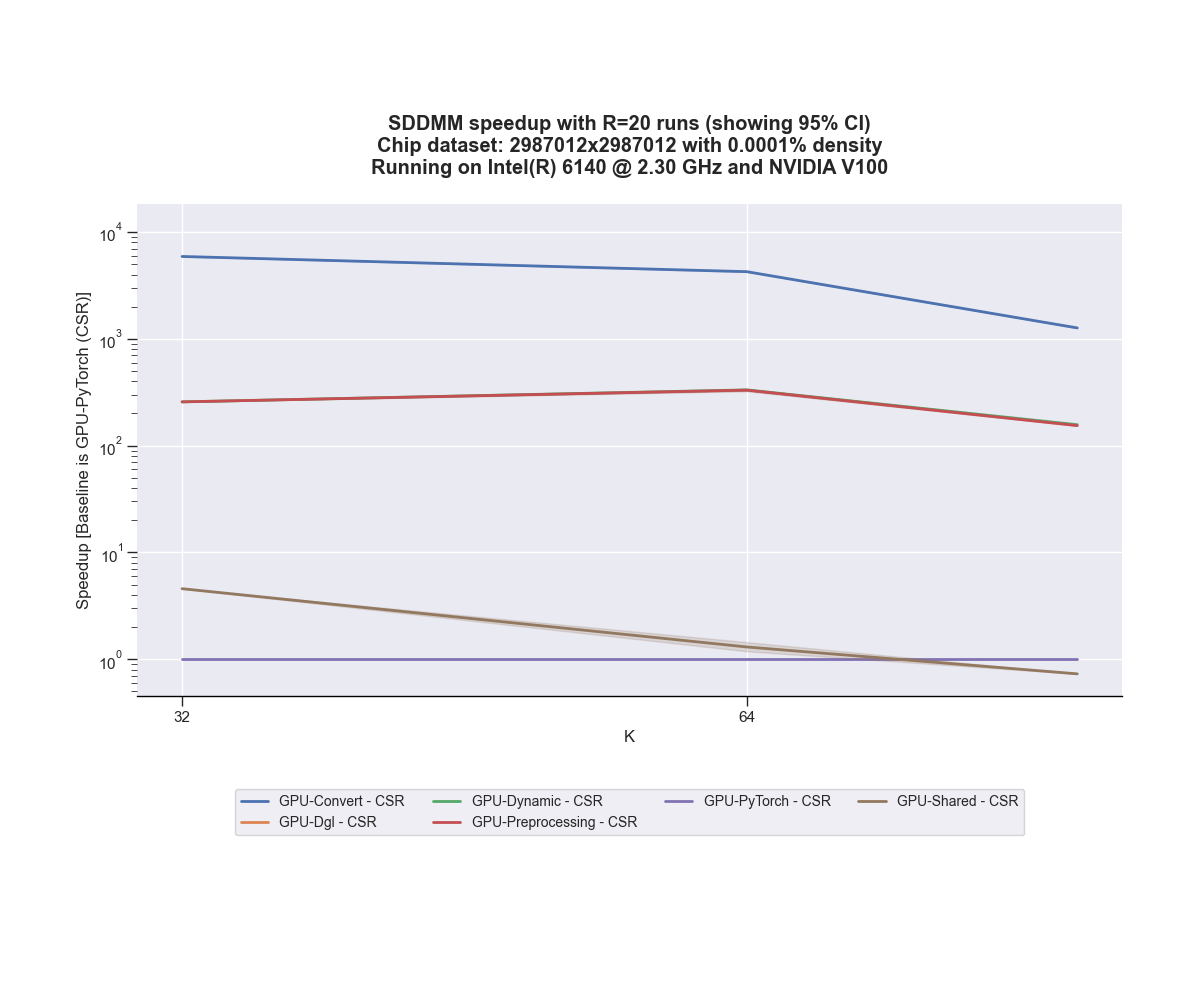 SDDMM speedup with R=20 runs (showing 95% CI)
Chip dataset: 2987012x2987012 with 0.0001% density
Running on Intel(R) 6140 @ 2.30 GHz and NVIDIA V100
Speedup [Baseline is GPU-PyTorch (CSR)]
10^4
10^3
10^2
10^1
10^0
32
64
K
GPU-Convert - CSR
GPU-Dgl - CSR
GPU-Dynamic - CSR
GPU-Preprocessing - CSR
GPU-PyTorch - CSR
GPU-Shared - CSR